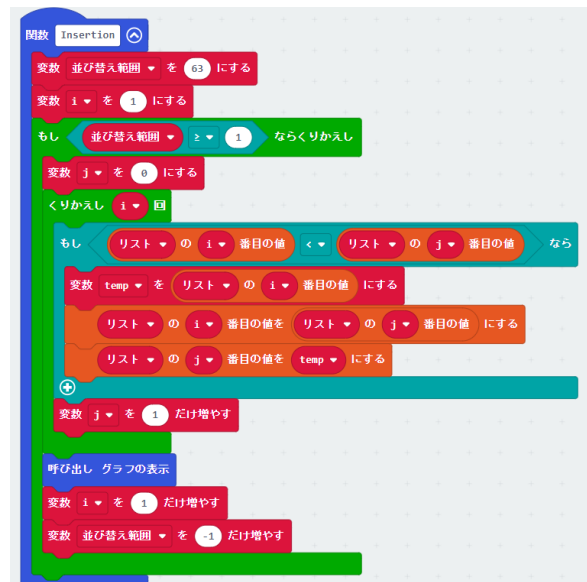 関数 Insertion
変数 並び替え範囲 を 63 にする
変数 i を 1 にする
もし 並び替え範囲 ≥ 1 ならくりかえし
変数 j を 0 にする
くりかえし i 回
もし リスト の i 番目の値 < リスト の j 番目の値 なら
変数 temp を リスト の i 番目の値 にする
リスト の i 番目の値を リスト の j 番目の値 にする
リスト の j 番目の値を temp にする
変数 j を 1 だけ増やす
呼び出し グラフの表示
変数 i を 1 だけ増やす
変数 並び替え範囲 を -1 だけ増やす